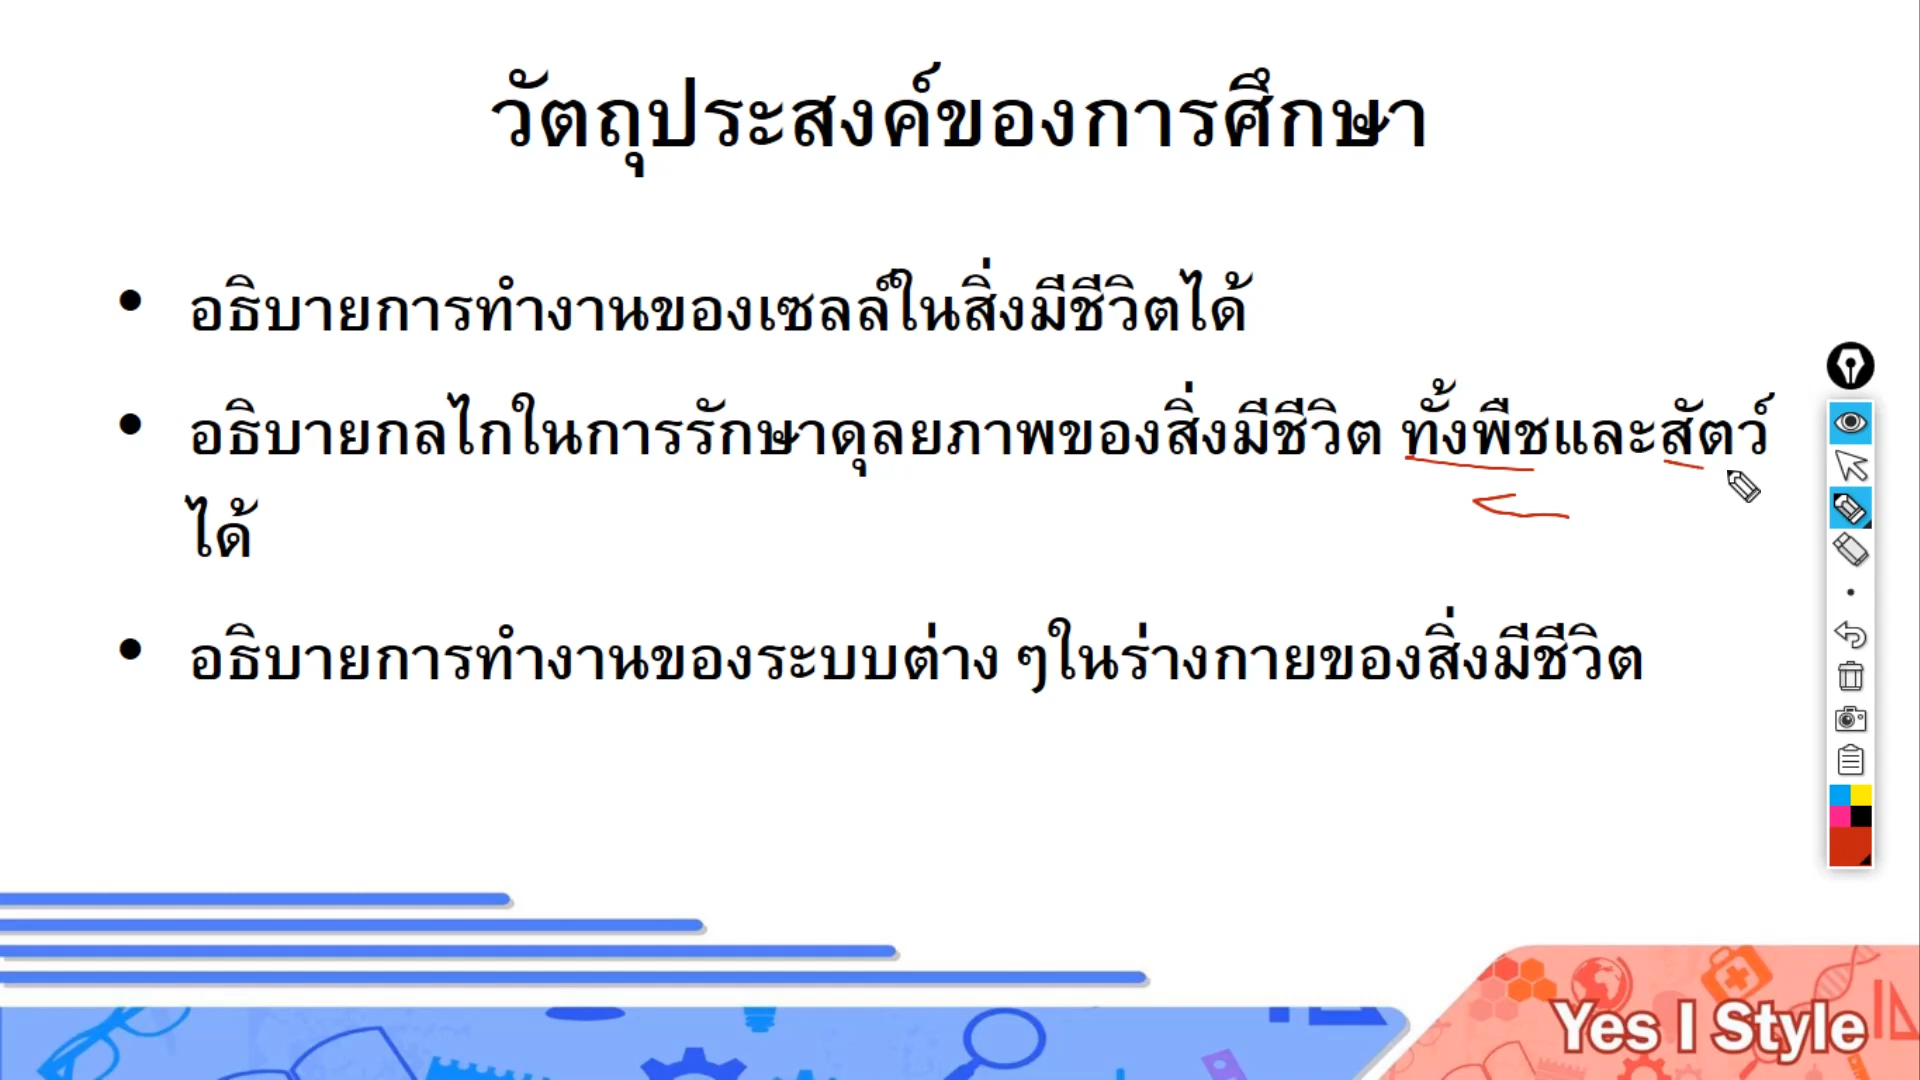 วัตถุประสงค์ของการศึกษา
• อธิบายการทำงานของเซลล์ในสิ่งมีชีวิตได้
• อธิบายกลไกในการรักษาดุลยภาพของสิ่งมีชีวิต ทั้งพืชและสัตว์
ได้
• อธิบายการทำงานของระบบต่าง ๆในร่างกายของสิ่งมีชีวิต
Yes I Style